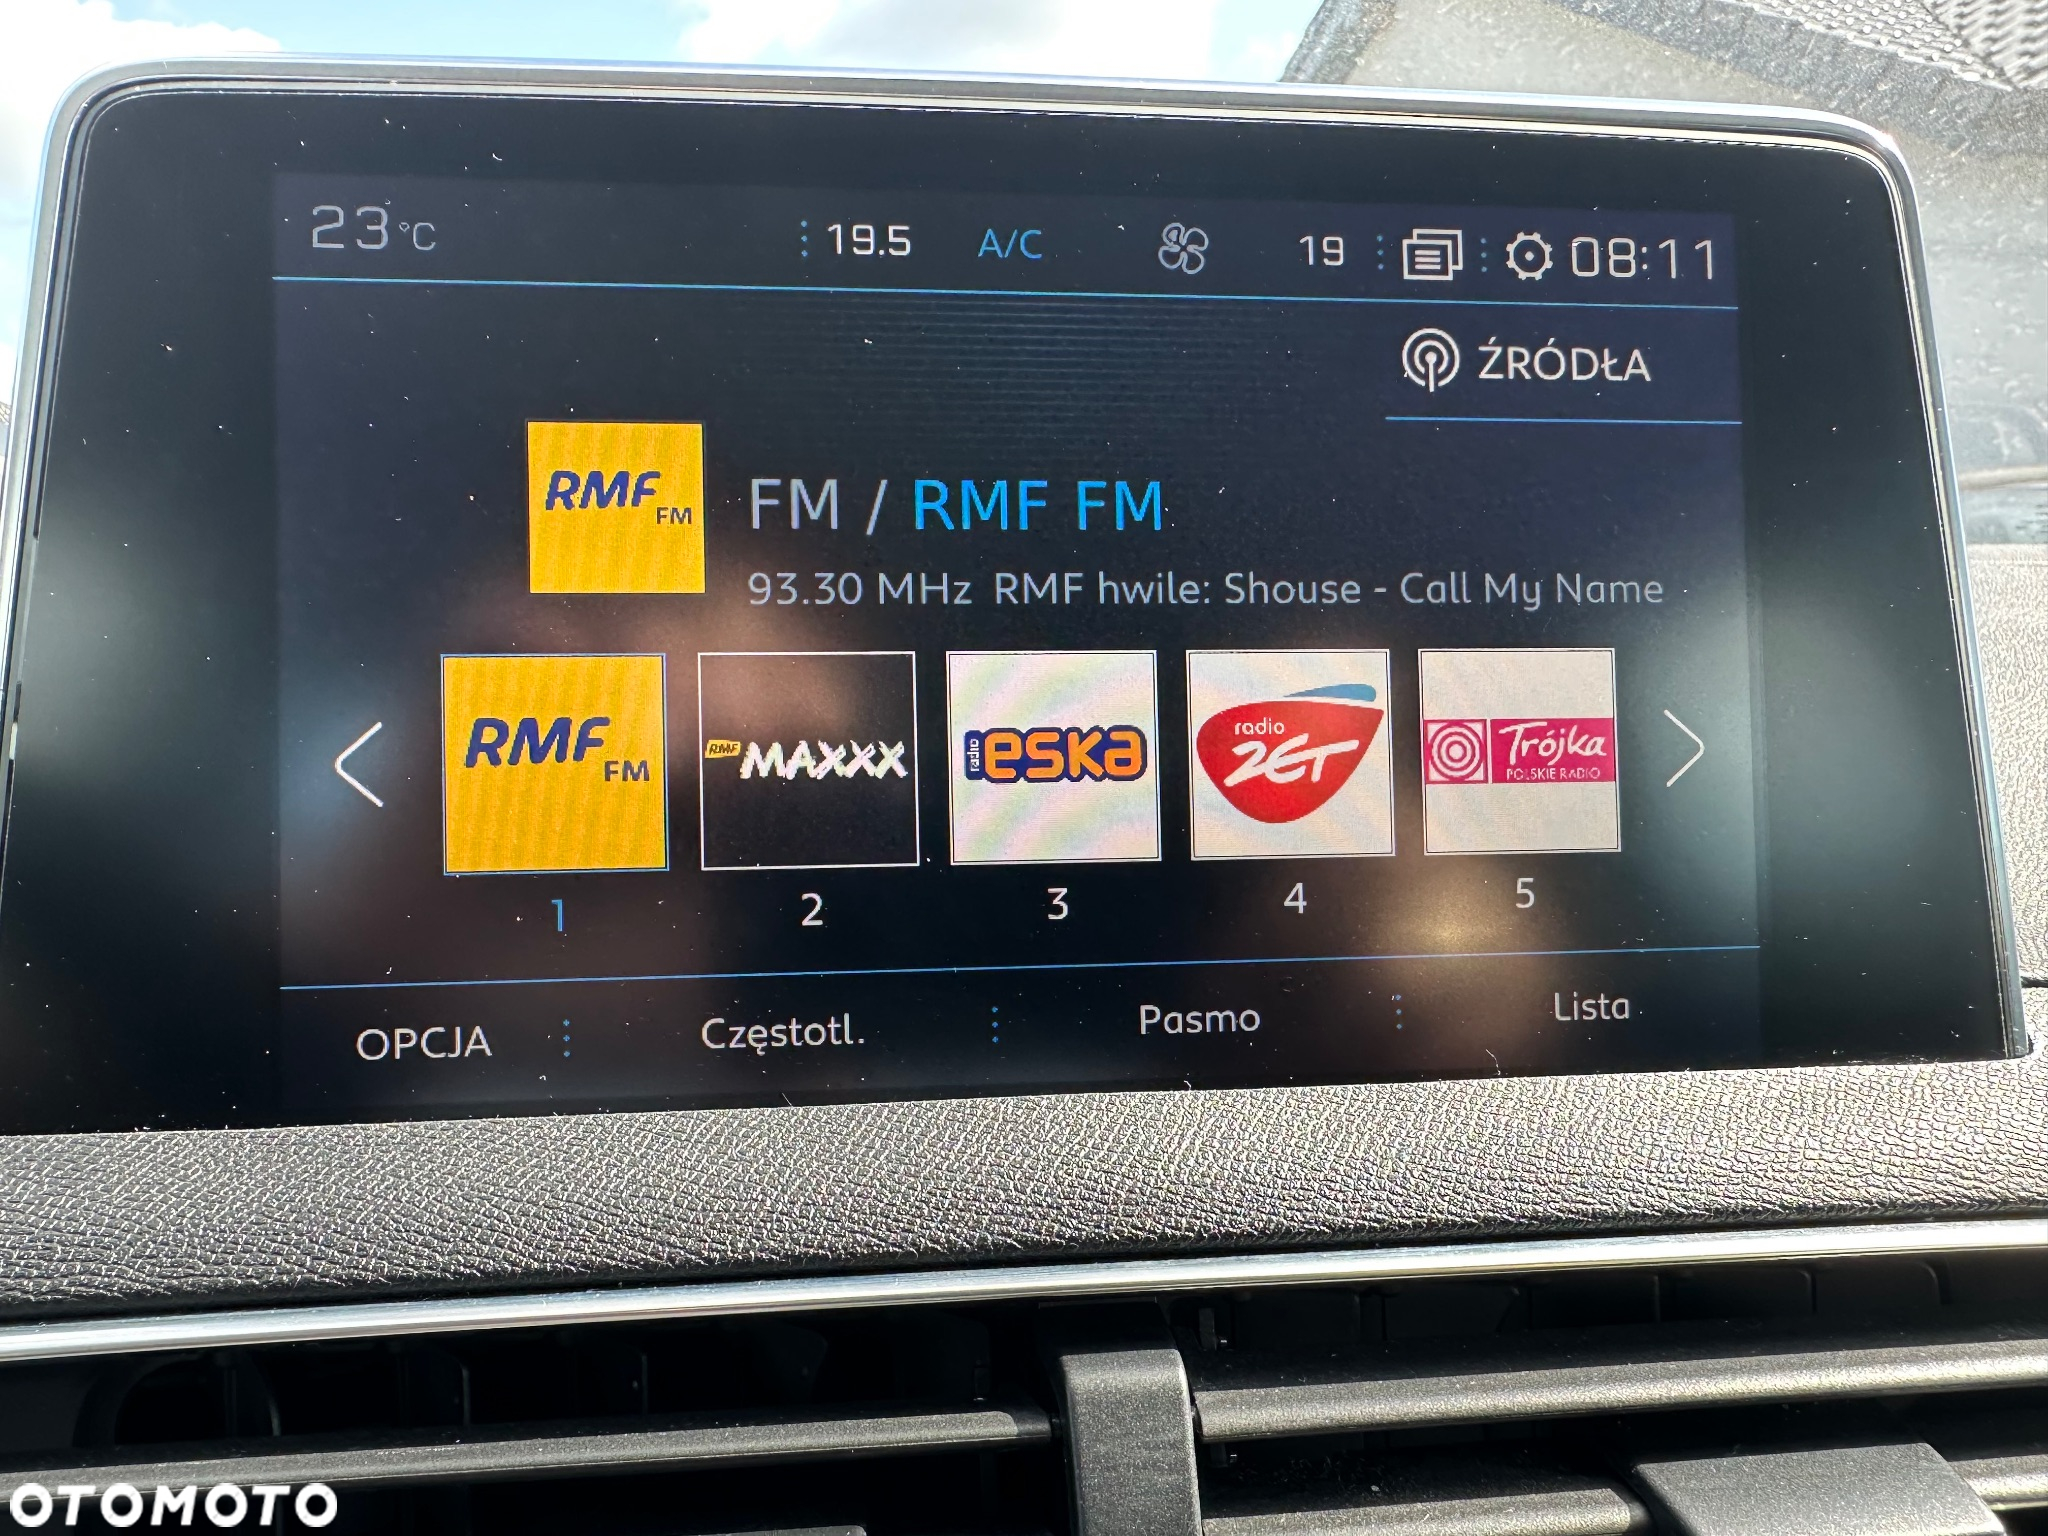 23°C 19.5 A/C 19 08:11
ŹRÓDŁA
RMF FM
FM / RMF FM
93.30 MHz RMF hwile: Shouse - Call My Name
RMF FM
RMF MAXXX
radio eska
radio ZET
Trójka
POLSKIE RADIO
1 2 3 4 5
OPCJA Częstotl. Pasmo Lista
OTOMOTO